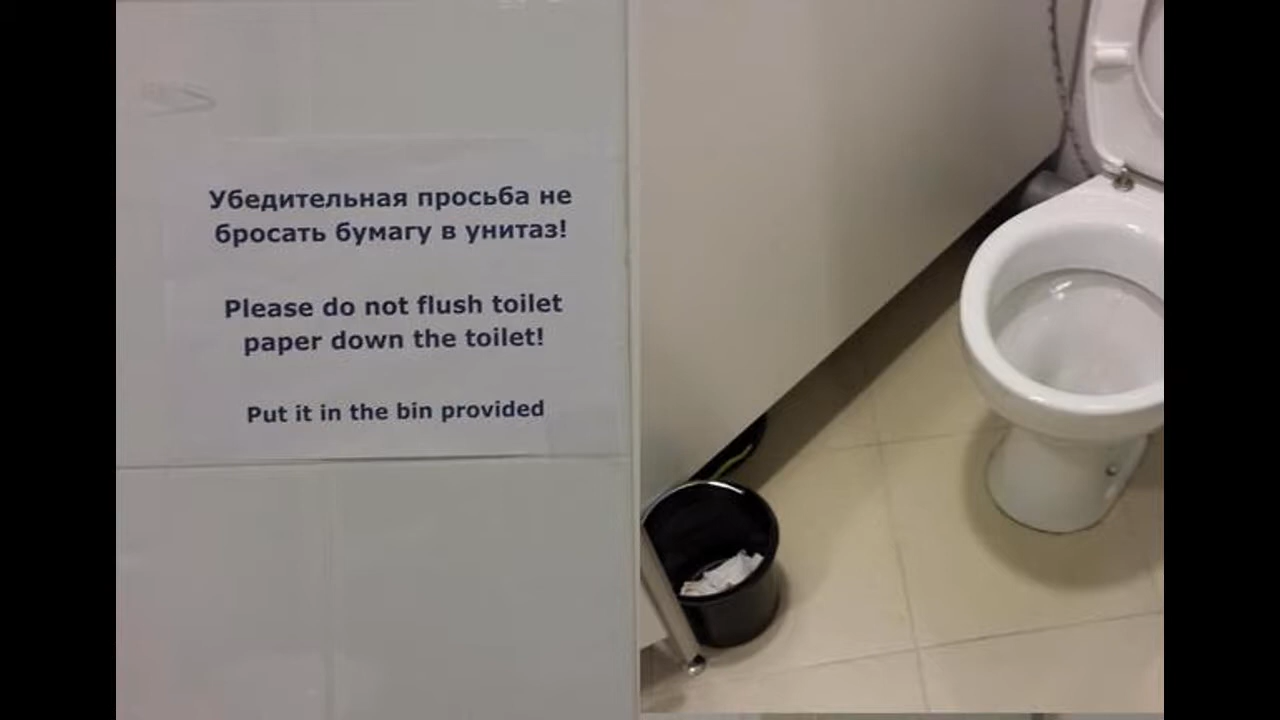 Убедительная просьба не
бросать бумагу в унитаз!
Please do not flush toilet
paper down the toilet!
Put it in the bin provided